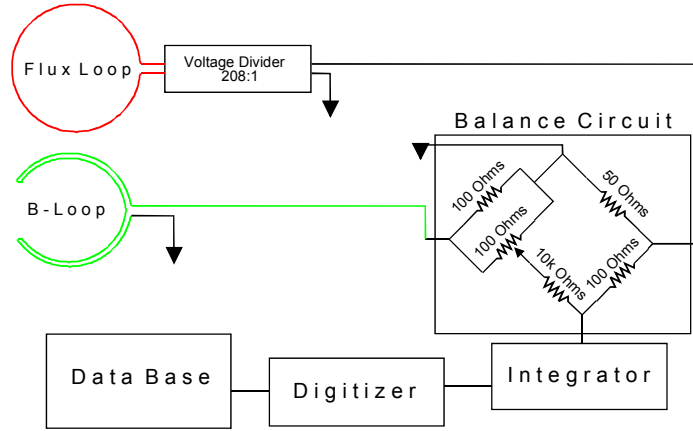 Flux Loop
Voltage Divider
208:1
Balance Circuit
B-Loop
100 Ohms
50 Ohms
100 Ohms
10k Ohms
100 Ohms
Data Base
Digitizer
Integrator